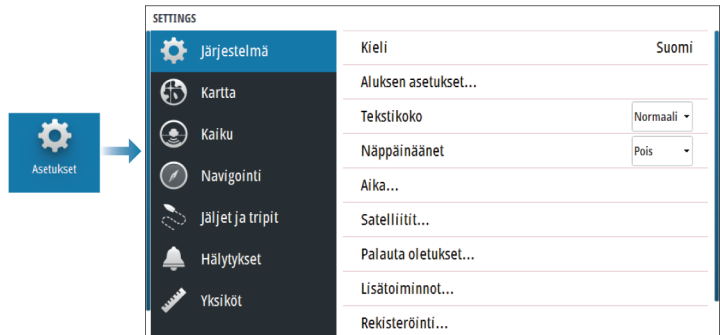 SETTINGS
Asetukset
Järjestelmä
Kartta
Kaiku
Navigointi
Jäljet ja tripit
Hälytykset
Yksiköt
Kieli Suomi
Aluksen asetukset...
Tekstikoko Normaali
Näppäinäänet Pois
Aika...
Satelliitit...
Palauta oletukset...
Lisätoiminnot...
Rekisteröinti...